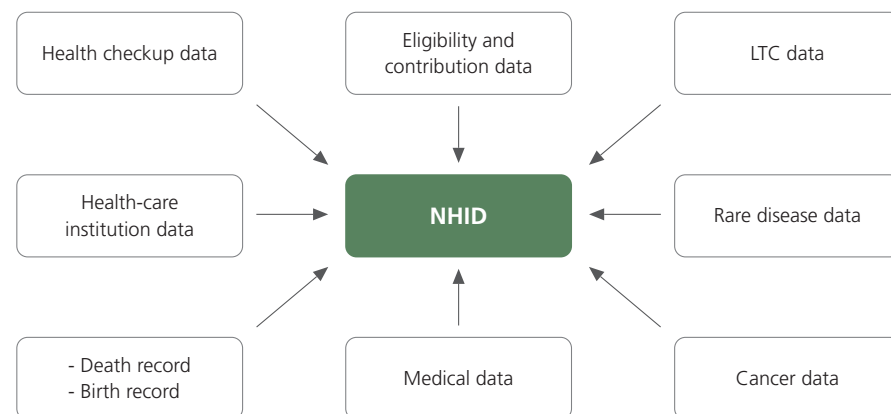 Health checkup data
Eligibility and
contribution data
LTC data
Health-care
institution data
NHID
Rare disease data
- Death record
- Birth record
Medical data
Cancer data